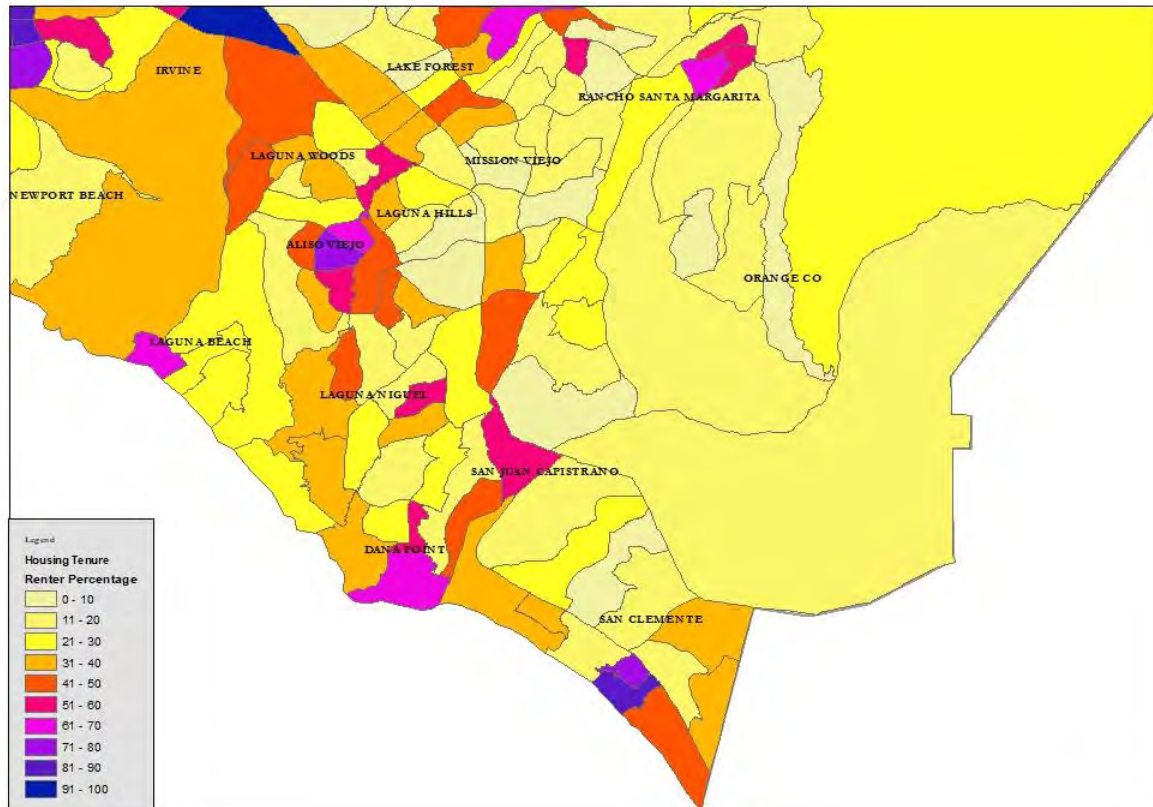 IRVINE
LAKE FOREST
RANCHO SANTA MARGARITA
LAGUNA WOODS
MISSION VIEJO
NEWPORT BEACH
LAGUNA HILLS
ALISO VIEJO
ORANGE CO
LAGUNA BEACH
LAGUNA NIGUEL
SAN JUAN CAPISTRANO
DANA POINT
SAN CLEMENTE
Legend
Housing Tenure
Renter Percentage
0 - 10
11 - 20
21 - 30
31 - 40
41 - 50
51 - 60
61 - 70
71 - 80
81 - 90
91 - 100